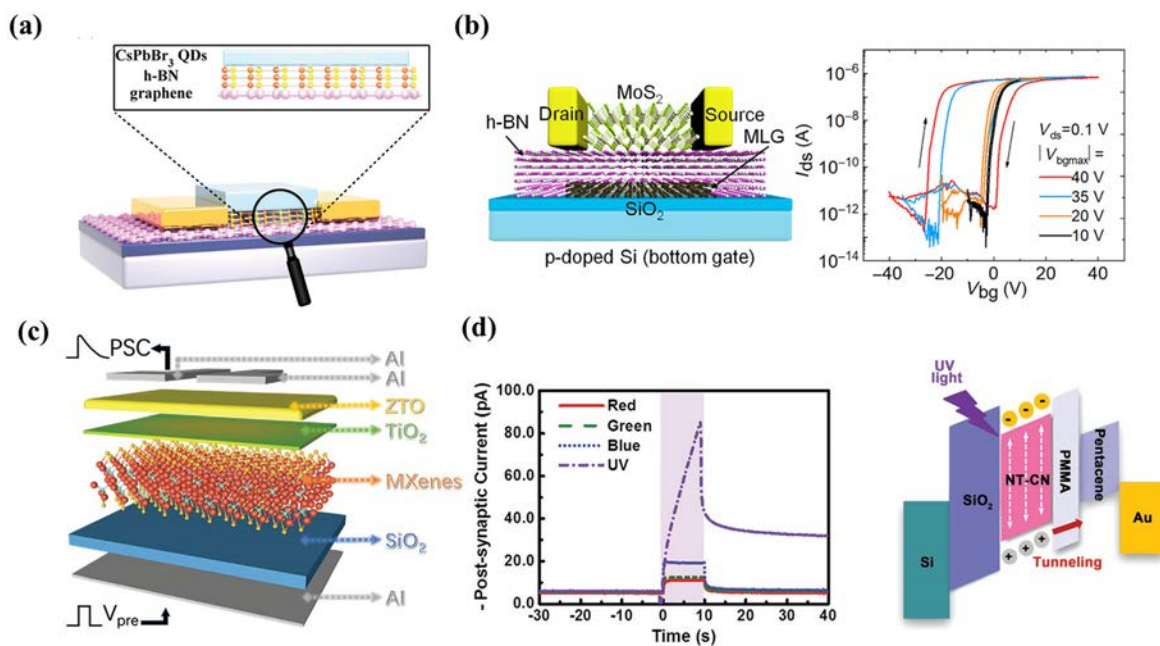 (a)
CsPbBr3 QDs
h-BN
graphene
(b)
Drain
MoS2
Source
h-BN
MLG
SiO2
p-doped Si (bottom gate)
Ids (A)
10-6
10-8
10-10
10-12
10-14
Vds=0.1 V
|Vbgmax| =
40 V
35 V
20 V
10 V
-40 -20 0 20 40
Vbg (V)
(c)
PSC
Al
Al
ZTO
TiO2
MXenes
SiO2
Al
Vpre
(d)
- Post-synaptic Current (pA)
100.0
80.0
60.0
40.0
20.0
0.0
Red
Green
Blue
UV
-30 -20 -10 0 10 20 30 40
Time (s)
UV
light
- - -
SiO2
NT-CN
PMMA
Pentacene
Si
+ + +
Au
Tunneling